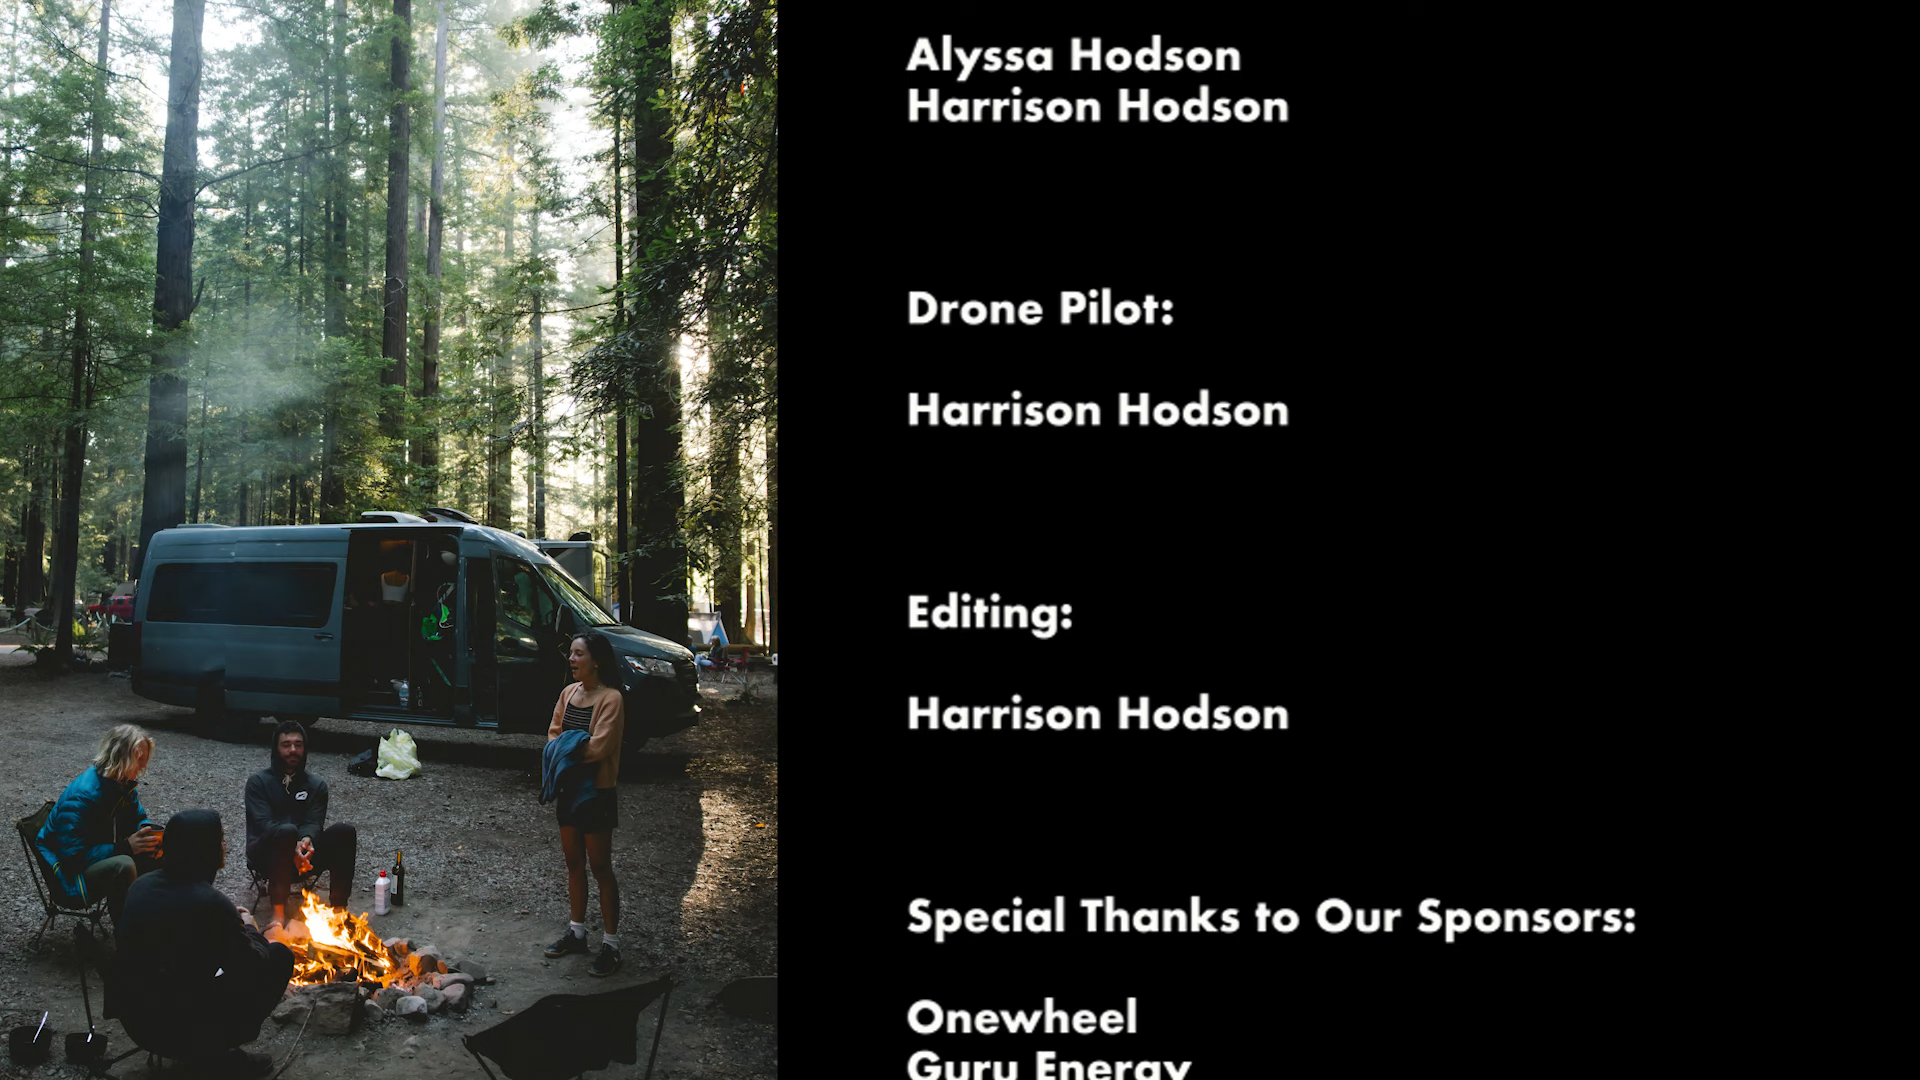 Alyssa Hodson
Harrison Hodson
Drone Pilot:
Harrison Hodson
Editing:
Harrison Hodson
Special Thanks to Our Sponsors:
Onewheel
Guru Energy